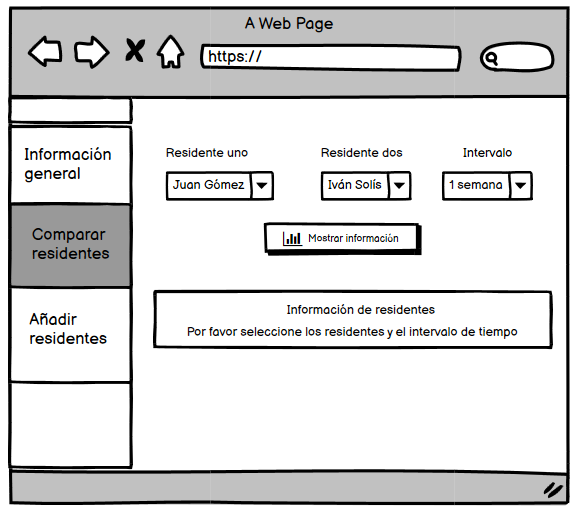 A Web Page
https://
Información
general
Comparar
residentes
Añadir
residentes
Residente uno
Residente dos
Intervalo
Juan Gómez
Iván Solís
1 semana
Mostrar información
Información de residentes
Por favor seleccione los residentes y el intervalo de tiempo